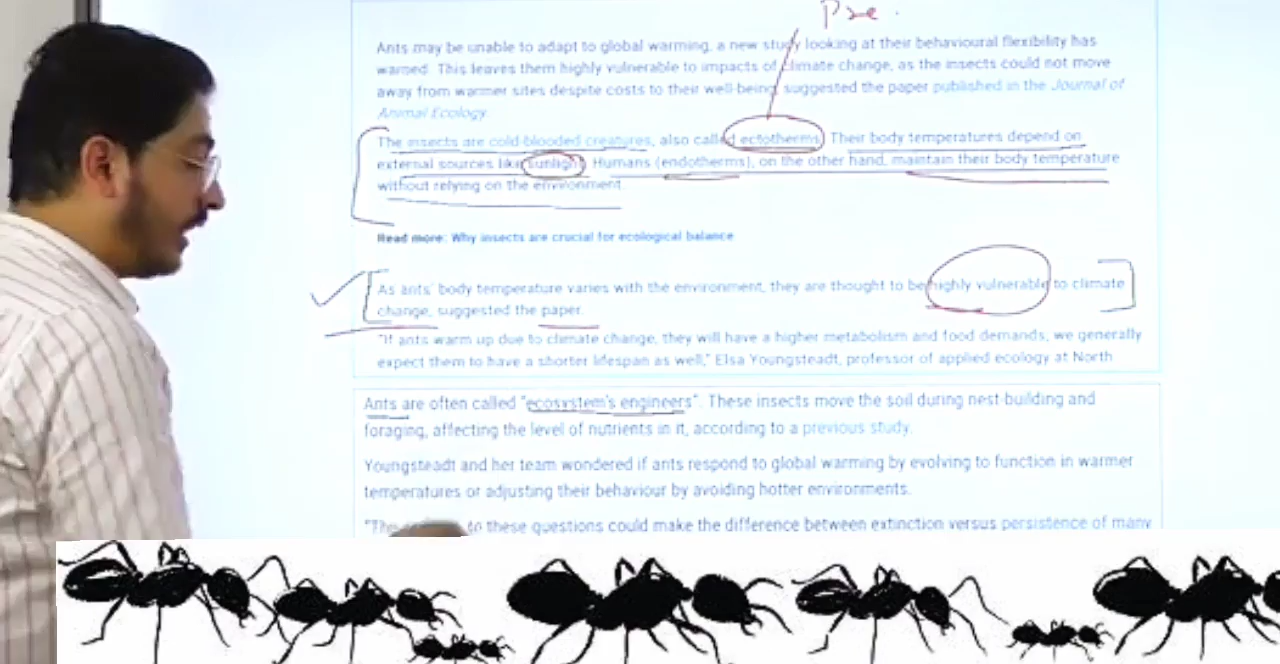 Pre.
Ants may be unable to adapt to global warming, a new study looking at their behavioural flexibility has
warned. This leaves them highly vulnerable to impacts of climate change, as the insects could not move
away from warmer sites despite costs to their well-being, suggested the paper published in the Journal of
Animal Ecology.
The insects are cold-blooded creatures, also called ectotherms. Their body temperatures depend on
external sources like sunlight. Humans (endotherms), on the other hand, maintain their body temperature
without relying on the environment.
Read more: Why insects are crucial for ecological balance
As ants' body temperature varies with the environment, they are thought to be highly vulnerable to climate
change, suggested the paper.
"If ants warm up due to climate change, they will have a higher metabolism and food demands; we generally
expect them to have a shorter lifespan as well," Elsa Youngsteadt, professor of applied ecology at North
Ants are often called "ecosystem's engineers". These insects move the soil during nest-building and
foraging, affecting the level of nutrients in it, according to a previous study.
Youngsteadt and her team wondered if ants respond to global warming by evolving to function in warmer
temperatures or adjusting their behaviour by avoiding hotter environments.
to these questions could make the difference between extinction versus persistence of many